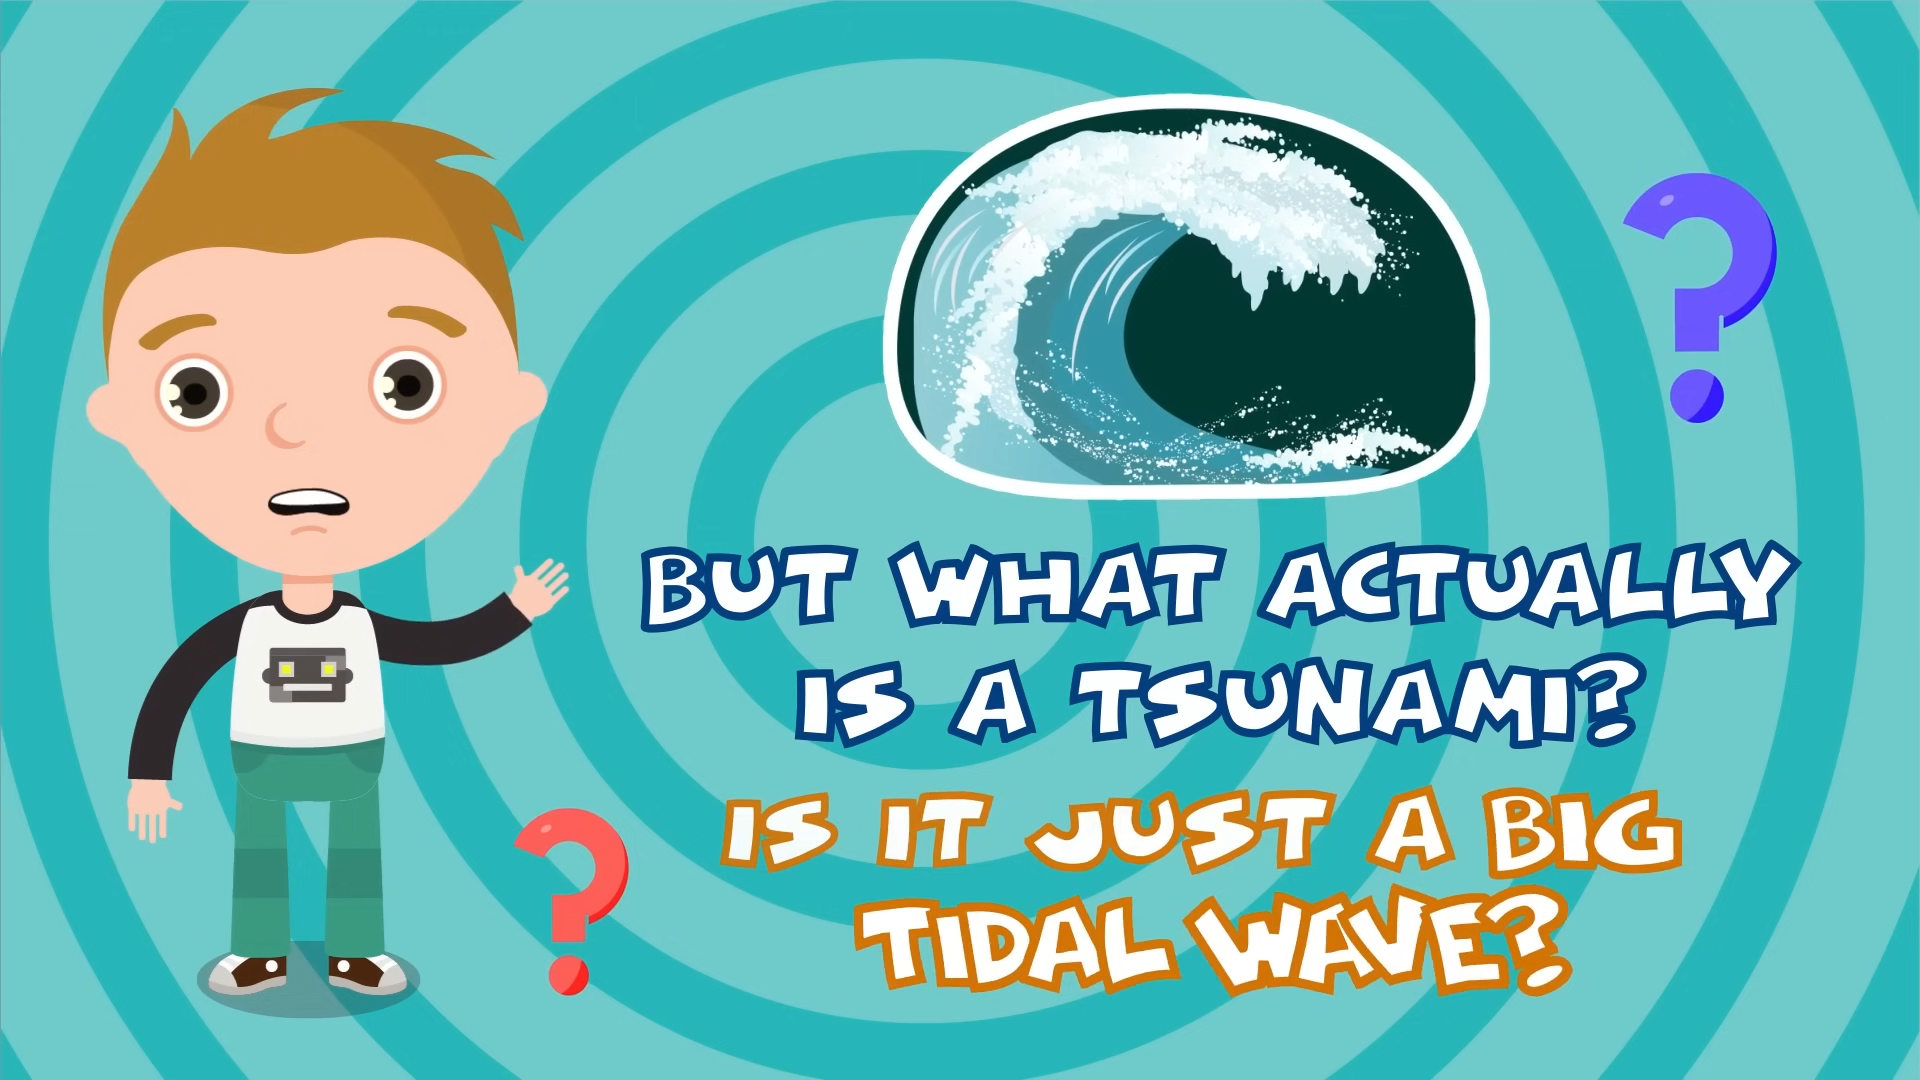 BUT WHAT ACTUALLY
IS A TSUNAMI?
IS IT JUST A BIG
TIDAL WAVE?